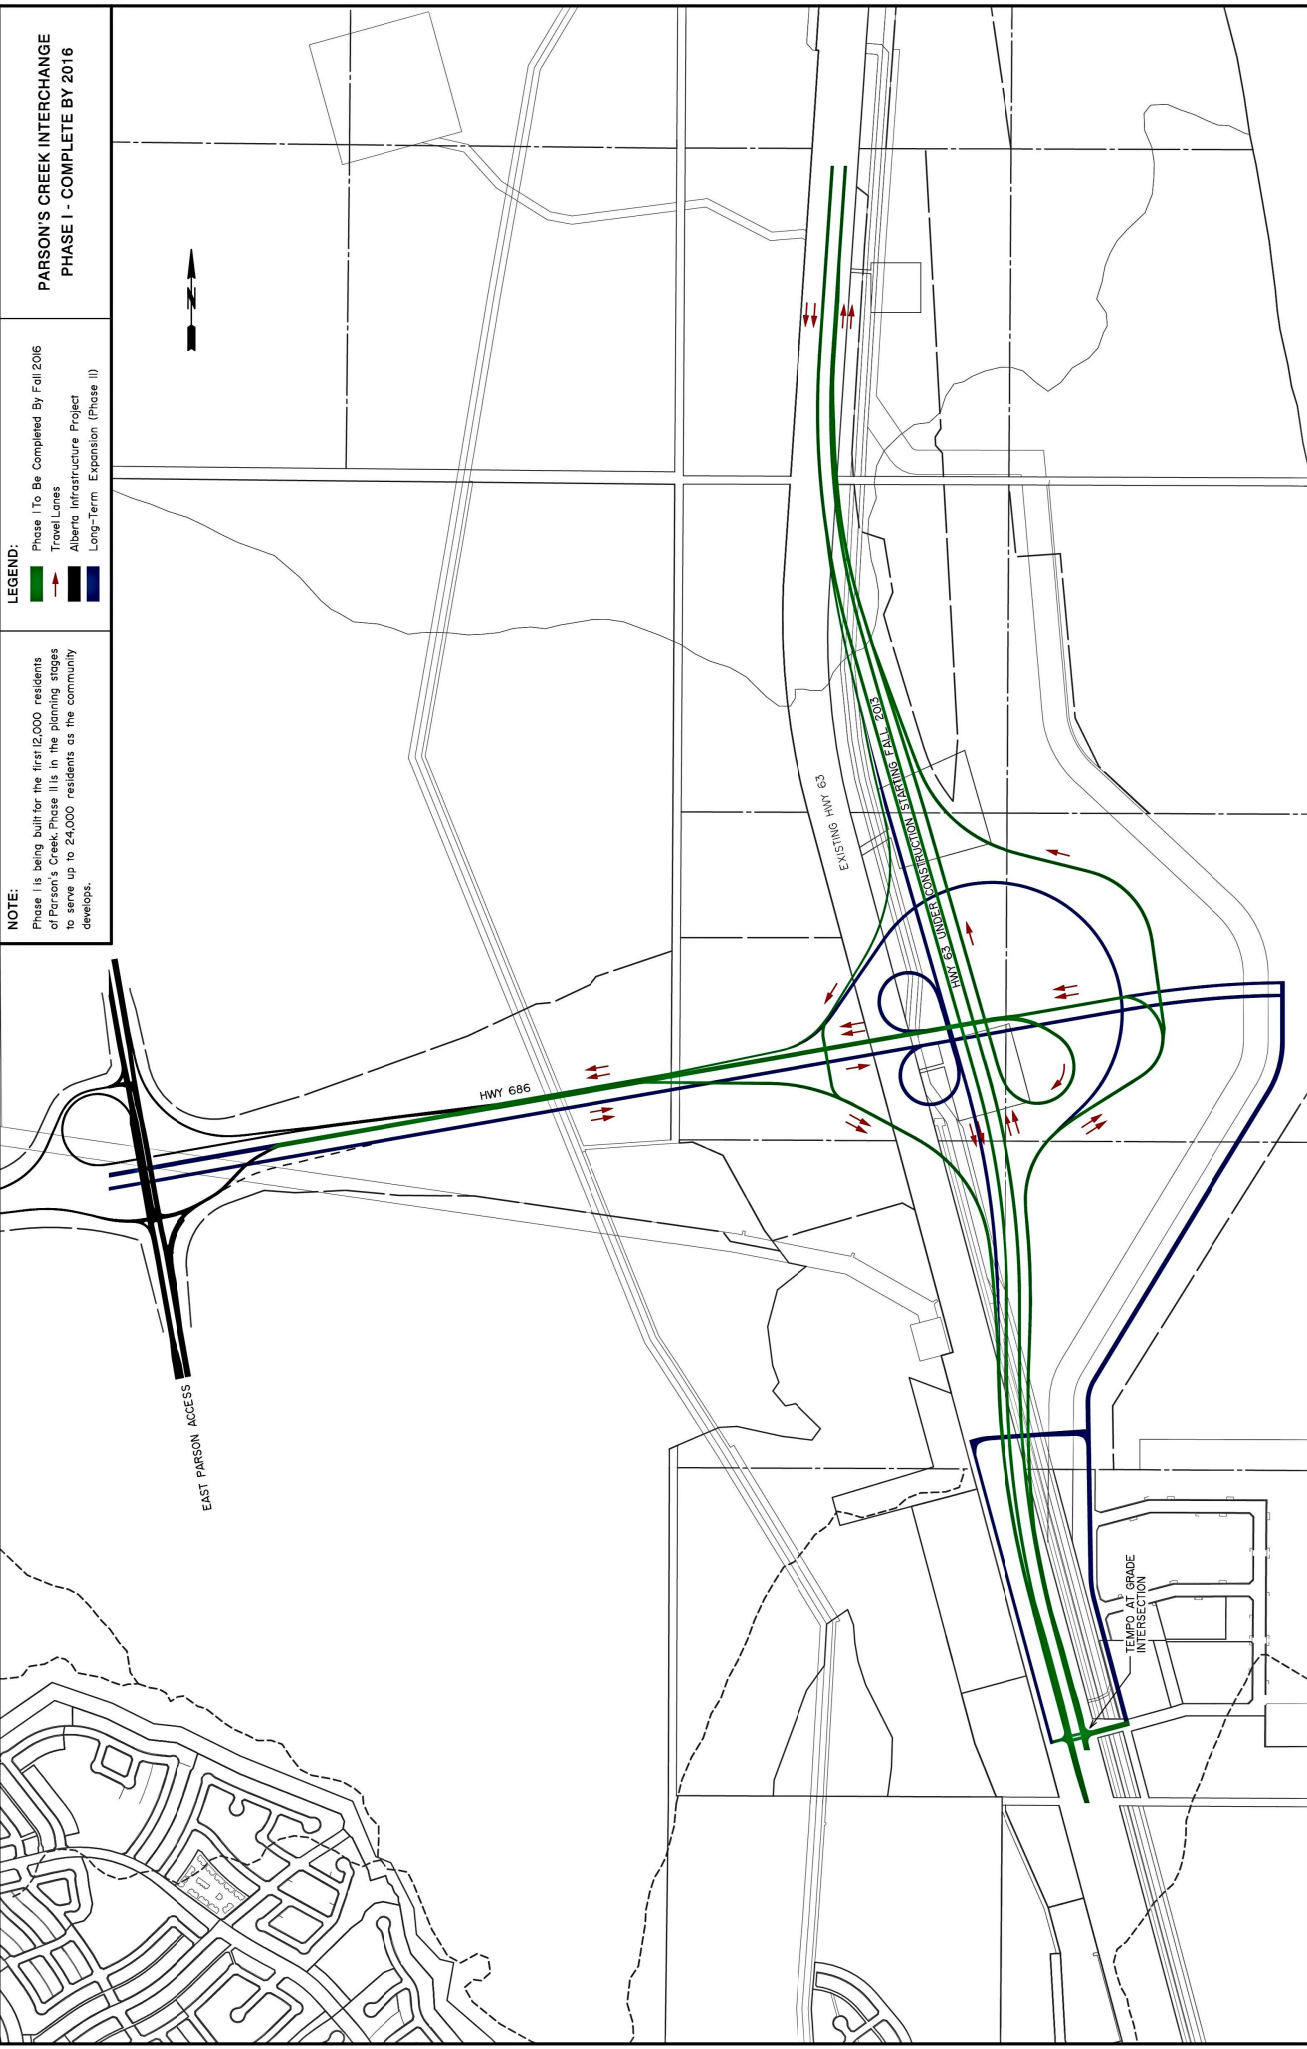 PARSON'S CREEK INTERCHANGE
PHASE I - COMPLETE BY 2016
N
LEGEND:
Phase I To Be Completed By Fall 2016
Travel Lanes
Alberta Infrastructure Project
Long-Term Expansion (Phase II)
NOTE:
Phase I is being built for the first 12,000 residents
of Parson's Creek. Phase II is in the planning stages
to serve up to 24,000 residents as the community
develops.
EXISTING HWY 63
HWY 63 UNDER CONSTRUCTION STARTING FALL 2013
HWY 686
EAST PARSON ACCESS
TEMPO AT GRADE
INTERSECTION